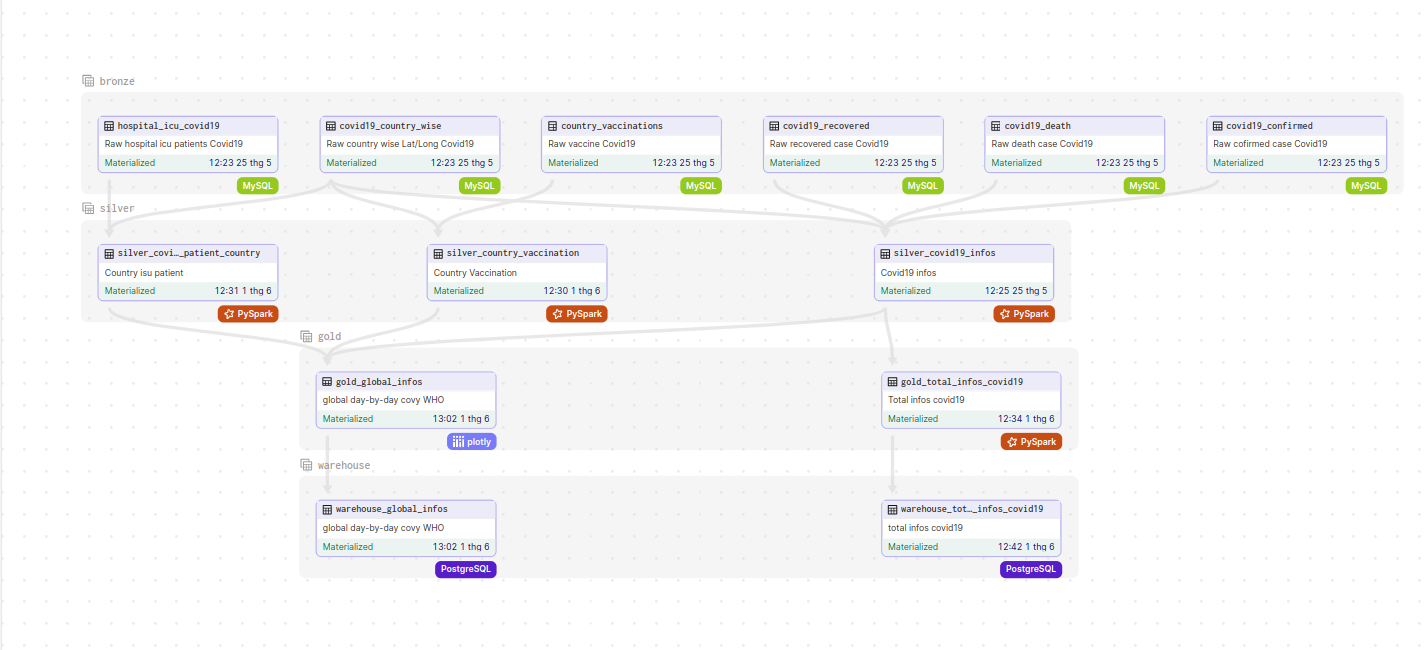 bronze
hospital_icu_covid19
Raw hospital icu patients Covid19
Materialized 12:23 25 thg 5
MySQL
covid19_country_wise
Raw country wise Lat/Long Covid19
Materialized 12:23 25 thg 5
MySQL
country_vaccinations
Raw vaccine Covid19
Materialized 12:23 25 thg 5
MySQL
covid19_recovered
Raw recovered case Covid19
Materialized 12:23 25 thg 5
MySQL
covid19_death
Raw death case Covid19
Materialized 12:23 25 thg 5
MySQL
covid19_confirmed
Raw cofirmed case Covid19
Materialized 12:23 25 thg 5
MySQL
silver
silver_covi…_patient_country
Country isu patient
Materialized 12:31 1 thg 6
PySpark
silver_country_vaccination
Country Vaccination
Materialized 12:30 1 thg 6
PySpark
silver_covid19_infos
Covid19 infos
Materialized 12:25 25 thg 5
PySpark
gold
gold_global_infos
global day-by-day covy WHO
Materialized 13:02 1 thg 6
plotly
gold_total_infos_covid19
Total infos covid19
Materialized 12:34 1 thg 6
PySpark
warehouse
warehouse_global_infos
global day-by-day covy WHO
Materialized 13:02 1 thg 6
PostgreSQL
warehouse_tot…_infos_covid19
total infos covid19
Materialized 12:42 1 thg 6
PostgreSQL